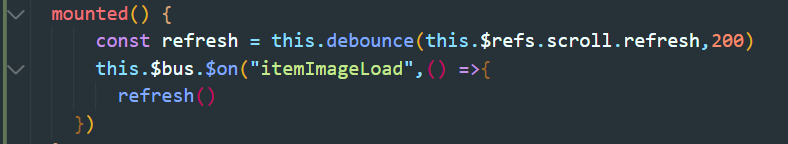 mounted() {
const refresh = this.debounce(this.$refs.scroll.refresh,200)
this.$bus.$on("itemImageLoad",() =>{
refresh()
})